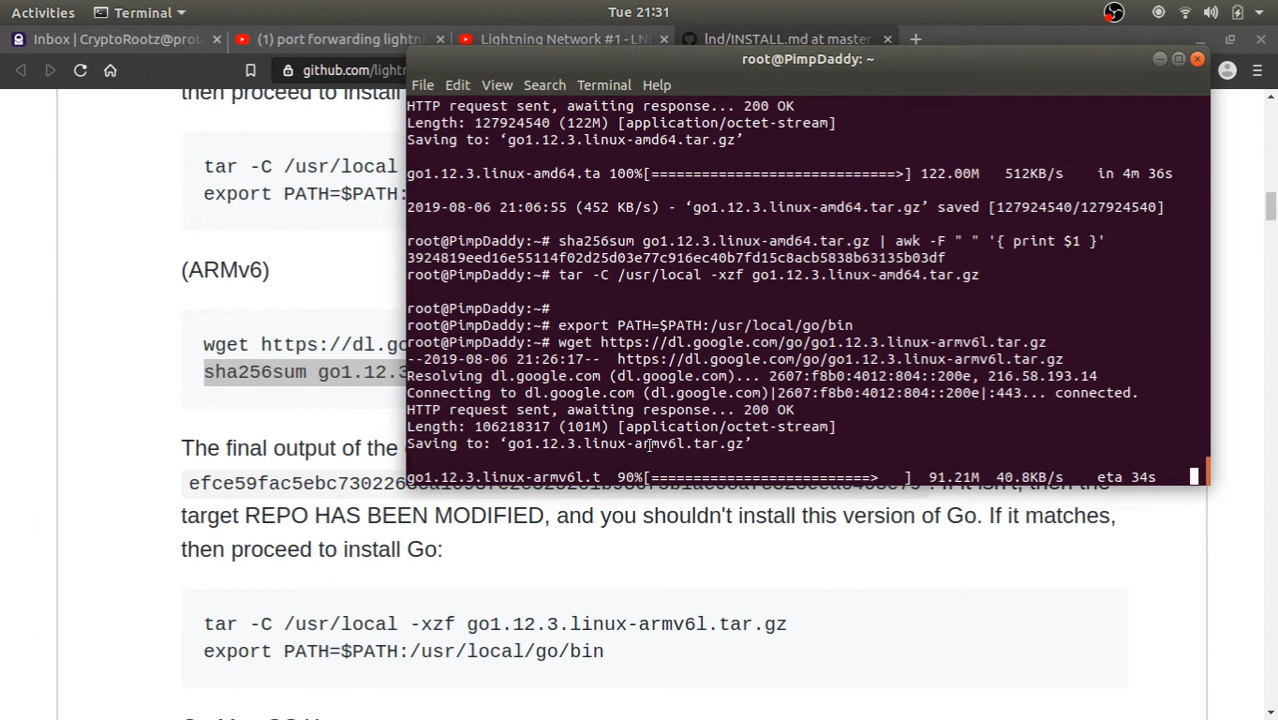 Activities
Terminal
Tue 21:31
Inbox | CryptoRootz@prot
(1) port forwarding lightni
Lightning Network #1 - LN
lnd/INSTALL.md at master
github.com/lightn
root@PimpDaddy: ~
File Edit View Search Terminal Help
then proceed to install
tar -C /usr/local
export PATH=$PATH:
(ARMv6)
wget https://dl.go
sha256sum go1.12.3
HTTP request sent, awaiting response... 200 OK
Length: 127924540 (122M) [application/octet-stream]
Saving to: ‘go1.12.3.linux-amd64.tar.gz’
go1.12.3.linux-amd64.ta 100%[=============================>] 122.00M 512KB/s in 4m 36s
2019-08-06 21:06:55 (452 KB/s) - ‘go1.12.3.linux-amd64.tar.gz’ saved [127924540/127924540]
root@PimpDaddy:~# sha256sum go1.12.3.linux-amd64.tar.gz | awk -F " " '{ print $1 }'
3924819eed16e55114f02d25d03e77c916ec40b7fd15c8acb5838b63135b03df
root@PimpDaddy:~# tar -C /usr/local -xzf go1.12.3.linux-amd64.tar.gz
root@PimpDaddy:~#
root@PimpDaddy:~# export PATH=$PATH:/usr/local/go/bin
root@PimpDaddy:~# wget https://dl.google.com/go/go1.12.3.linux-armv6l.tar.gz
--2019-08-06 21:26:17-- https://dl.google.com/go/go1.12.3.linux-armv6l.tar.gz
Resolving dl.google.com (dl.google.com)... 2607:f8b0:4012:804::200e, 216.58.193.14
Connecting to dl.google.com (dl.google.com)|2607:f8b0:4012:804::200e|:443... connected.
HTTP request sent, awaiting response... 200 OK
Length: 106218317 (101M) [application/octet-stream]
Saving to: ‘go1.12.3.linux-armv6l.tar.gz’
go1.12.3.linux-armv6l.t 90%[==========================> ] 91.21M 40.8KB/s eta 34s
The final output of the
If it isn't, then the
target REPO HAS BEEN MODIFIED, and you shouldn't install this version of Go. If it matches,
then proceed to install Go:
tar -C /usr/local -xzf go1.12.3.linux-armv6l.tar.gz
export PATH=$PATH:/usr/local/go/bin